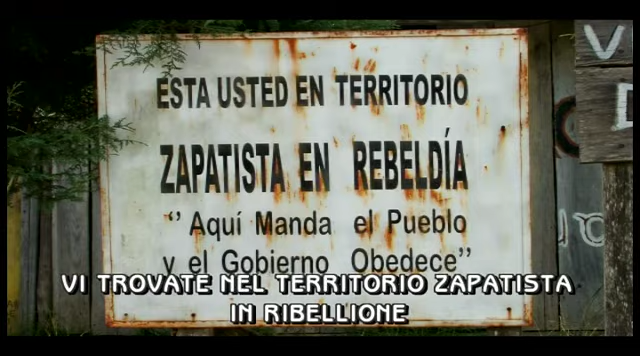 ESTA USTED EN TERRITORIO
ZAPATISTA EN REBELDÍA
‘’ Aquí Manda el Pueblo
y el Gobierno Obedece’’
VI TROVATE NEL TERRITORIO ZAPATISTA
IN RIBELLIONE
V